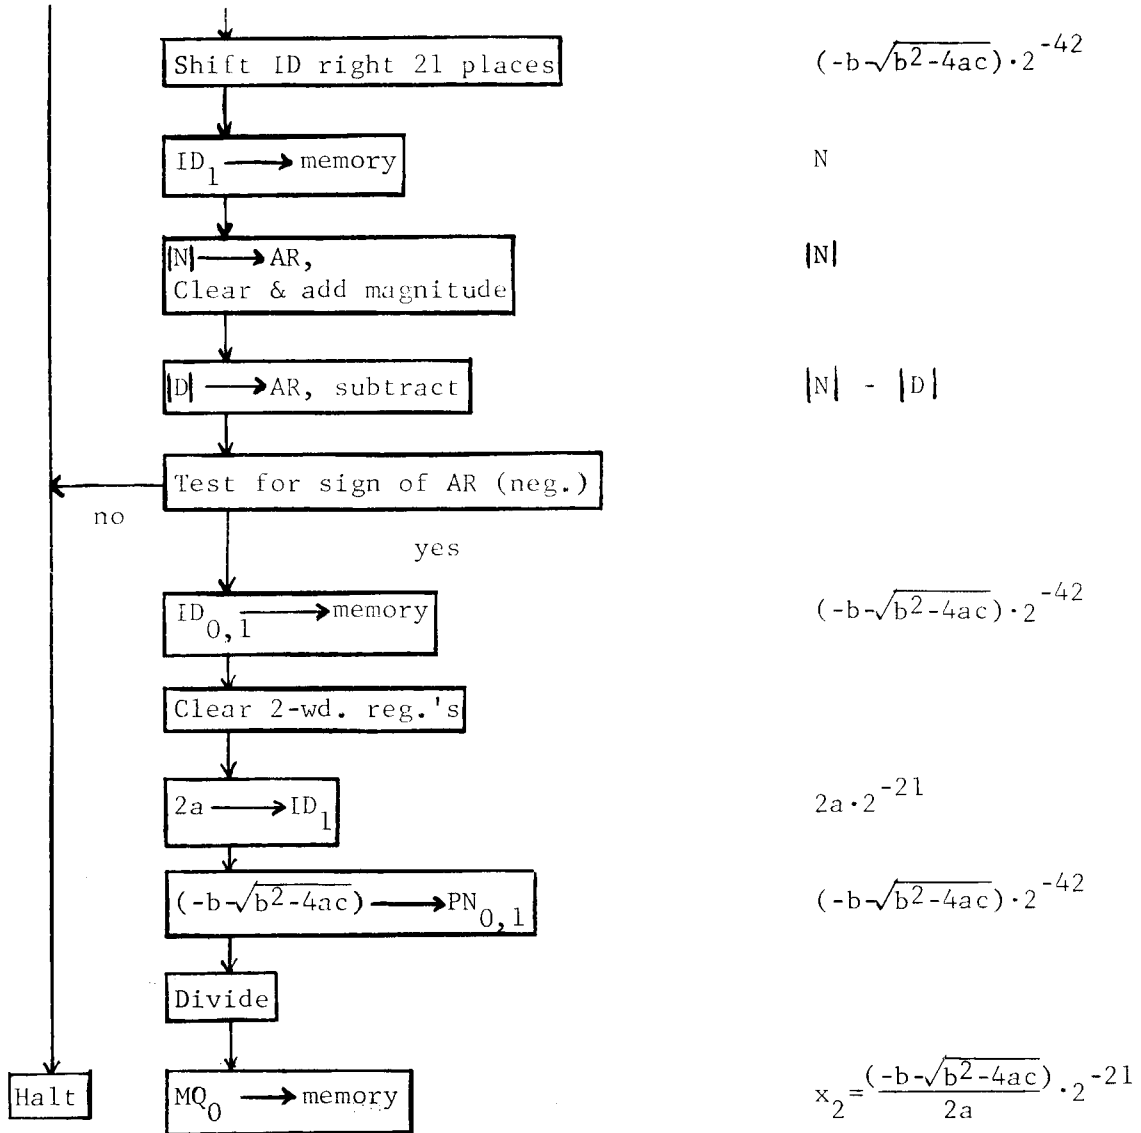 Shift ID right 21 places (-b-√b²-4ac)·2⁻⁴²
ID₁ → memory N
|N| → AR, |N|
Clear & add magnitude
|D| → AR, subtract |N| - |D|
Test for sign of AR (neg.)
no
yes
ID₀,₁ → memory (-b-√b²-4ac)·2⁻⁴²
Clear 2-wd. reg.'s
2a → ID₁ 2a·2⁻²¹
(-b-√b²-4ac) → PN₀,₁ (-b-√b²-4ac)·2⁻⁴²
Divide
Halt MQ₀ → memory x₂=(-b-√b²-4ac)/2a·2⁻²¹